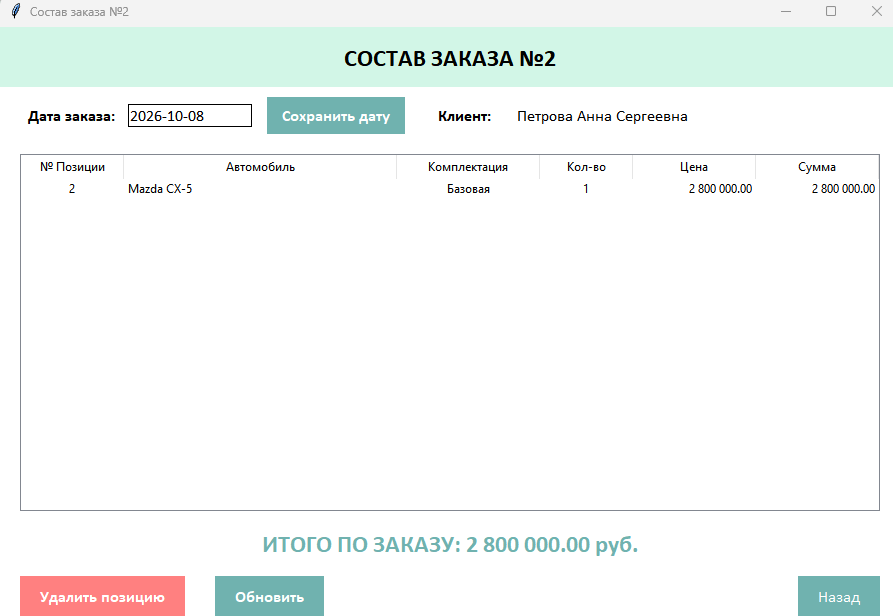 Состав заказа №2
СОСТАВ ЗАКАЗА №2
Дата заказа: 2026-10-08 Сохранить дату Клиент: Петрова Анна Сергеевна
№ Позиции Автомобиль Комплектация Кол-во Цена Сумма
2 Mazda CX-5 Базовая 1 2 800 000.00 2 800 000.00
ИТОГО ПО ЗАКАЗУ: 2 800 000.00 руб.
Удалить позицию Обновить Назад